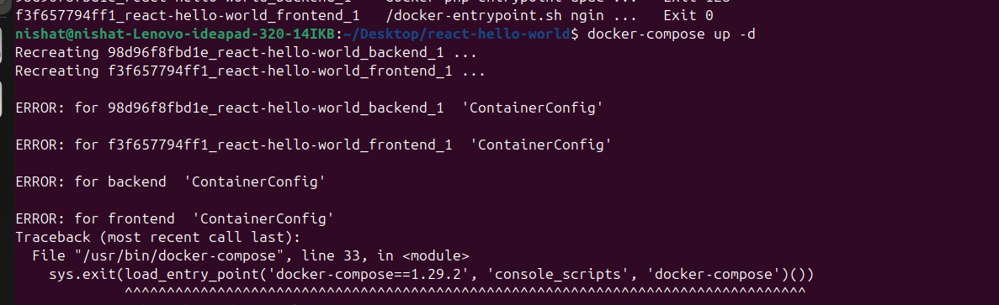 f3f657794ff1_react-hello-world_frontend_1   /docker-entrypoint.sh ngin ...   Exit 0
nishat@nishat-Lenovo-ideapad-320-14IKB:~/Desktop/react-hello-world$ docker-compose up -d
Recreating 98d96f8fbd1e_react-hello-world_backend_1 ...
Recreating f3f657794ff1_react-hello-world_frontend_1 ...
ERROR: for 98d96f8fbd1e_react-hello-world_backend_1  'ContainerConfig'
ERROR: for f3f657794ff1_react-hello-world_frontend_1  'ContainerConfig'
ERROR: for backend  'ContainerConfig'
ERROR: for frontend  'ContainerConfig'
Traceback (most recent call last):
  File "/usr/bin/docker-compose", line 33, in <module>
    sys.exit(load_entry_point('docker-compose==1.29.2', 'console_scripts', 'docker-compose')())
             ^^^^^^^^^^^^^^^^^^^^^^^^^^^^^^^^^^^^^^^^^^^^^^^^^^^^^^^^^^^^^^^^^^^^^^^^^^^^^^^^^